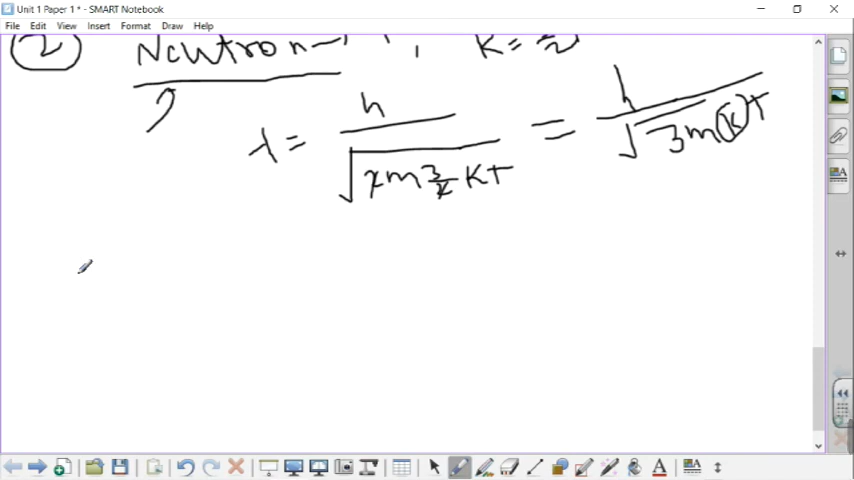 Unit 1 Paper 1 * - SMART Notebook
File Edit View Insert Format Draw Help
② Neutron K =
λ = h / √(2m 3/2 KT) = h / √(3m K T)